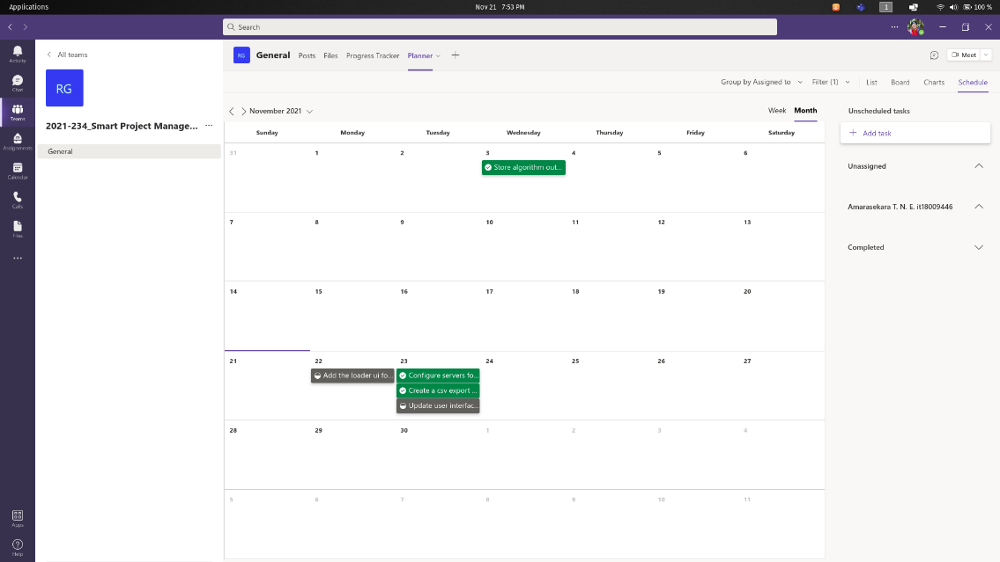 Applications
Nov 21 7:53 PM
1
100 %
Search
Activity
Chat
Teams
Assignments
Calendar
Calls
Files
Apps
Help
All teams
RG
2021-234_Smart Project Manage...
General
RG
General
Posts
Files
Progress Tracker
Planner
Meet
Group by Assigned to
Filter (1)
List
Board
Charts
Schedule
November 2021
Week
Month
Sunday Monday Tuesday Wednesday Thursday Friday Saturday
31 1 2 3 4 5 6
Store algorithm out...
7 8 9 10 11 12 13
14 15 16 17 18 19 20
21 22 23 24 25 26 27
Add the loader ui fo... Configure servers fo...
Create a csv export ...
Update user interfac...
28 29 30 1 2 3 4
5 6 7 8 9 10 11
Unscheduled tasks
Add task
Unassigned
Amarasekara T. N. E. it18009446
Completed